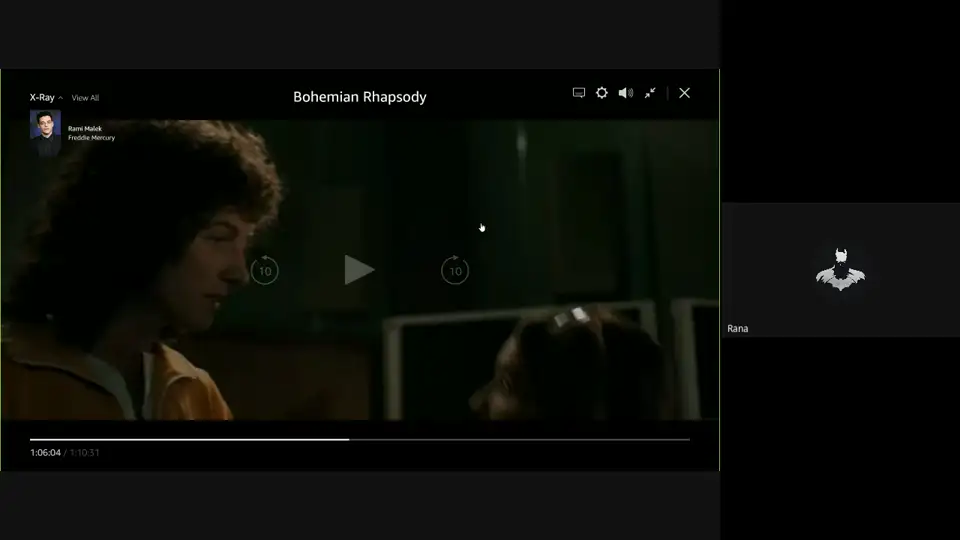 X-Ray View All
Bohemian Rhapsody
Rami Malek
Freddie Mercury
10
10
Rana
1:06:04 / 1:10:31